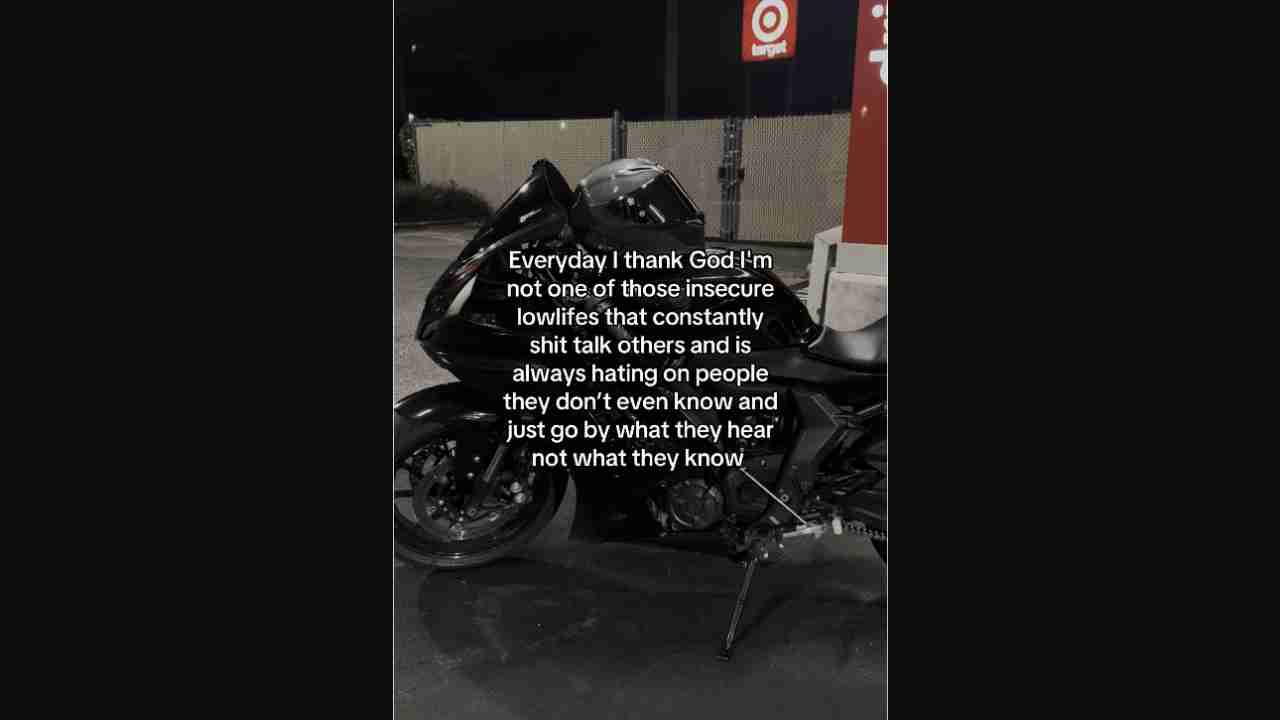 target
Everyday I thank God I'm
not one of those insecure
lowlifes that constantly
shit talk others and is
always hating on people
they don’t even know and
just go by what they hear
not what they know